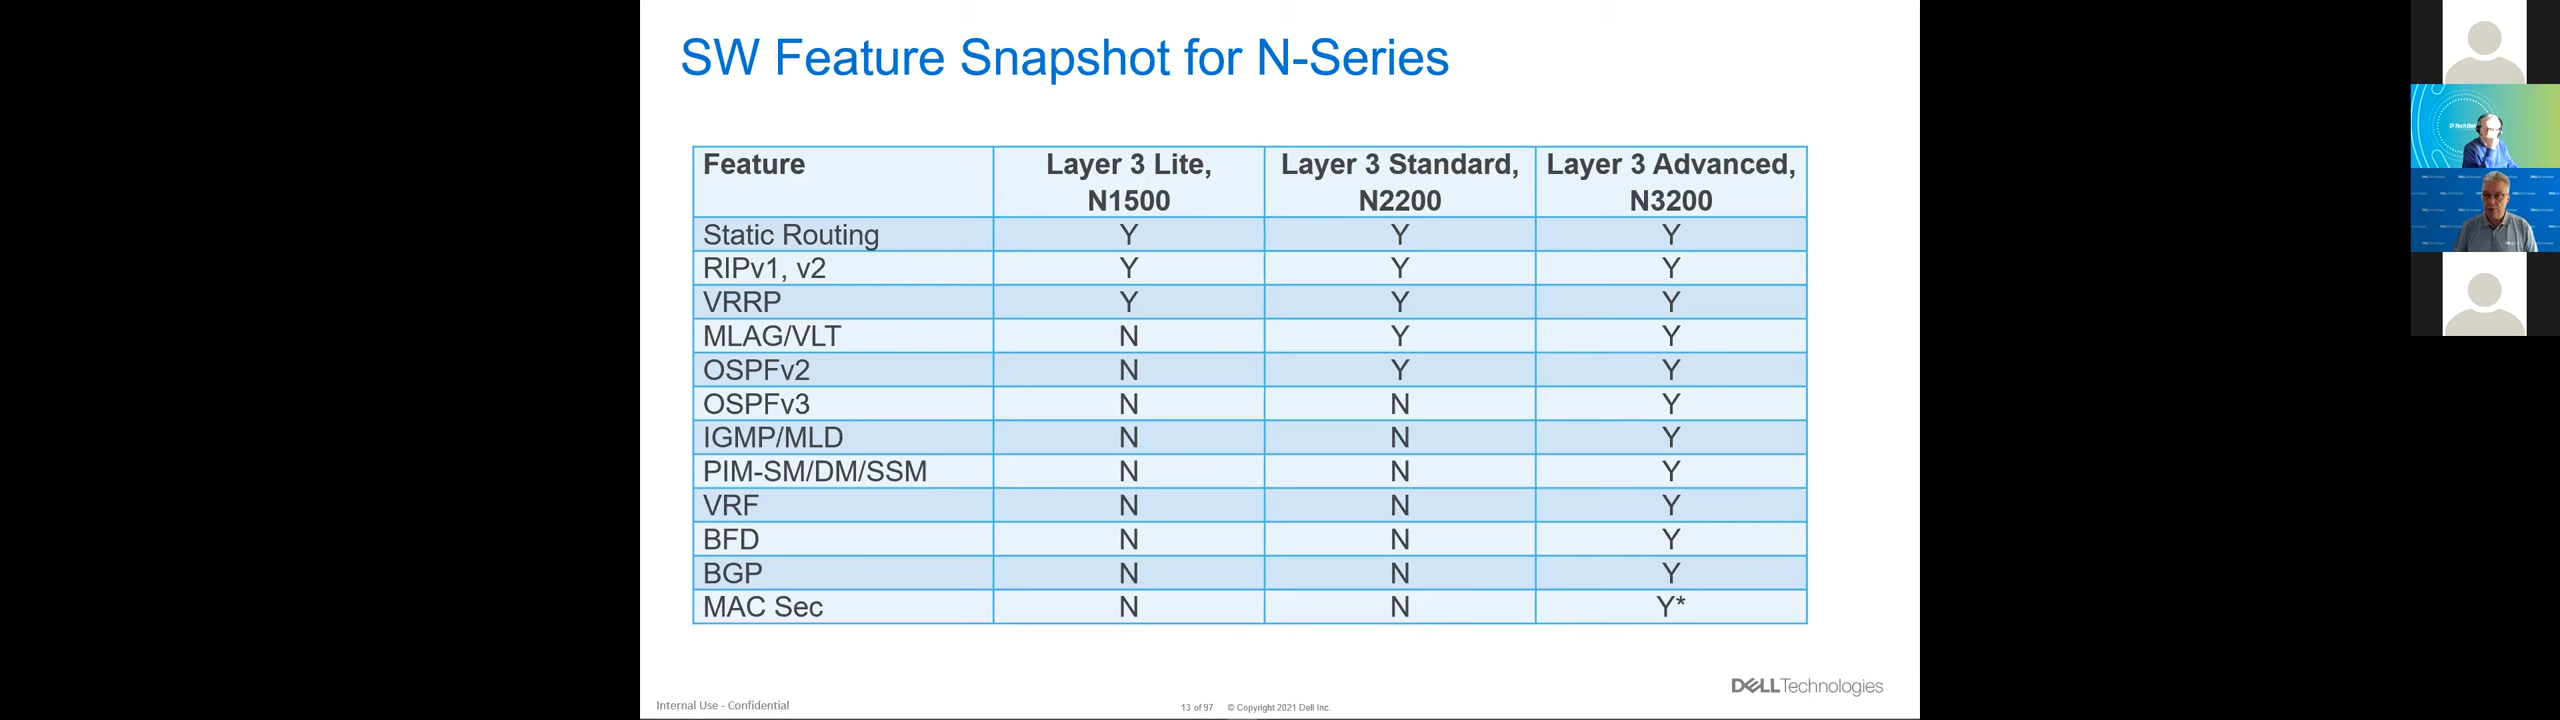 SW Feature Snapshot for N-Series
Feature Layer 3 Lite, N1500 Layer 3 Standard, N2200 Layer 3 Advanced, N3200
Static Routing Y Y Y
RIPv1, v2 Y Y Y
VRRP Y Y Y
MLAG/VLT N Y Y
OSPFv2 N Y Y
OSPFv3 N N Y
IGMP/MLD N N Y
PIM-SM/DM/SSM N N Y
VRF N N Y
BFD N N Y
BGP N N Y
MAC Sec N N Y*
DELLTechnologies
Internal Use - Confidential
13 of 97 © Copyright 2021 Dell Inc.